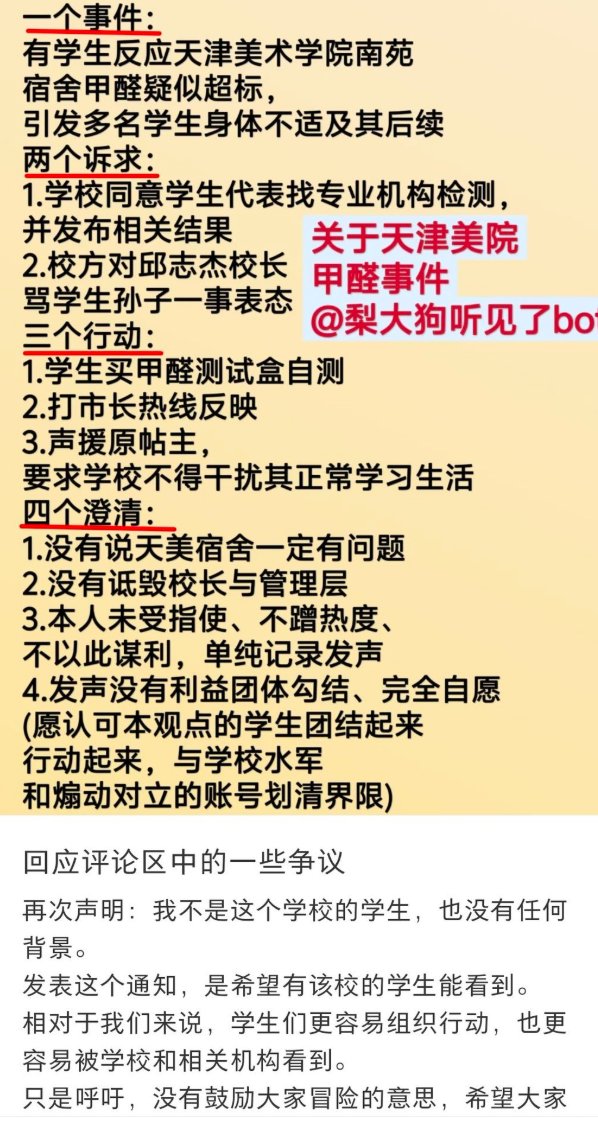 一个事件：
有学生反应天津美术学院南苑
宿舍甲醛疑似超标，
引发多名学生身体不适及其后续
两个诉求：
1.学校同意学生代表找专业机构检测，
并发布相关结果
2.校方对邱志杰校长
骂学生孙子一事表态
关于天津美院
甲醛事件
@梨大狗听见了bot
三个行动：
1.学生买甲醛测试盒自测
2.打市长热线反映
3.声援原帖主，
要求学校不得干扰其正常学习生活
四个澄清：
1.没有说天美宿舍一定有问题
2.没有诋毁校长与管理层
3.本人未受指使、不蹭热度、
不以此谋利，单纯记录发声
4.发声没有利益团体勾结、完全自愿
(愿认可本观点的学生团结起来
行动起来，与学校水军
和煽动对立的账号划清界限)
回应评论区中的一些争议
再次声明：我不是这个学校的学生，也没有任何
背景。
发表这个通知，是希望有该校的学生能看到。
相对于我们来说，学生们更容易组织行动，也更
容易被学校和相关机构看到。
只是呼吁，没有鼓励大家冒险的意思，希望大家